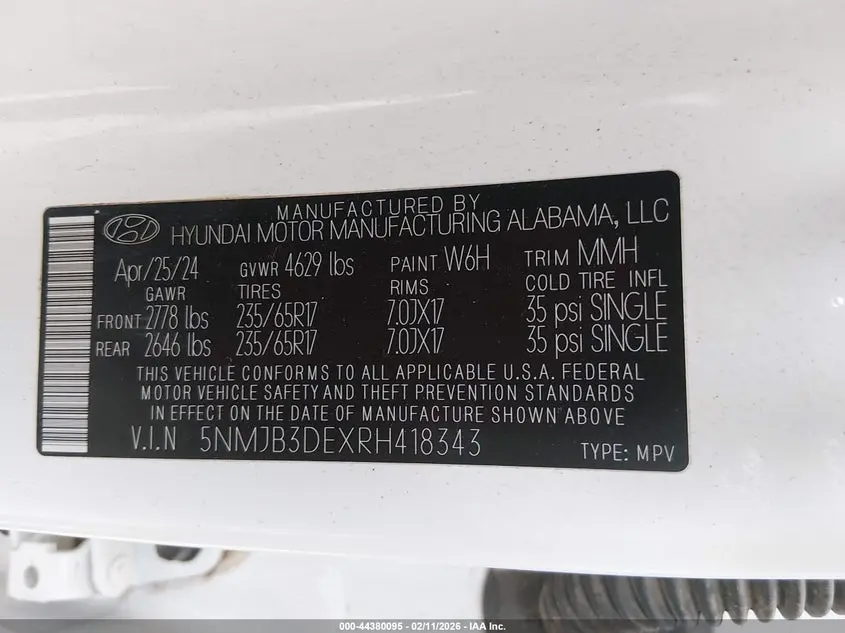 MANUFACTURED BY
HYUNDAI MOTOR MANUFACTURING ALABAMA, LLC
Apr/25/24 GVWR 4629 lbs PAINT W6H TRIM MMH
GAWR TIRES RIMS COLD TIRE INFL
FRONT 2778 lbs 235/65R17 7.0JX17 35 psi SINGLE
REAR 2646 lbs 235/65R17 7.0JX17 35 psi SINGLE
THIS VEHICLE CONFORMS TO ALL APPLICABLE U.S.A. FEDERAL
MOTOR VEHICLE SAFETY AND THEFT PREVENTION STANDARDS
IN EFFECT ON THE DATE OF MANUFACTURE SHOWN ABOVE
V.I.N 5NMJB3DEXRH418343 TYPE: MPV
000-44380095 - 02/11/2026 - IAA Inc.